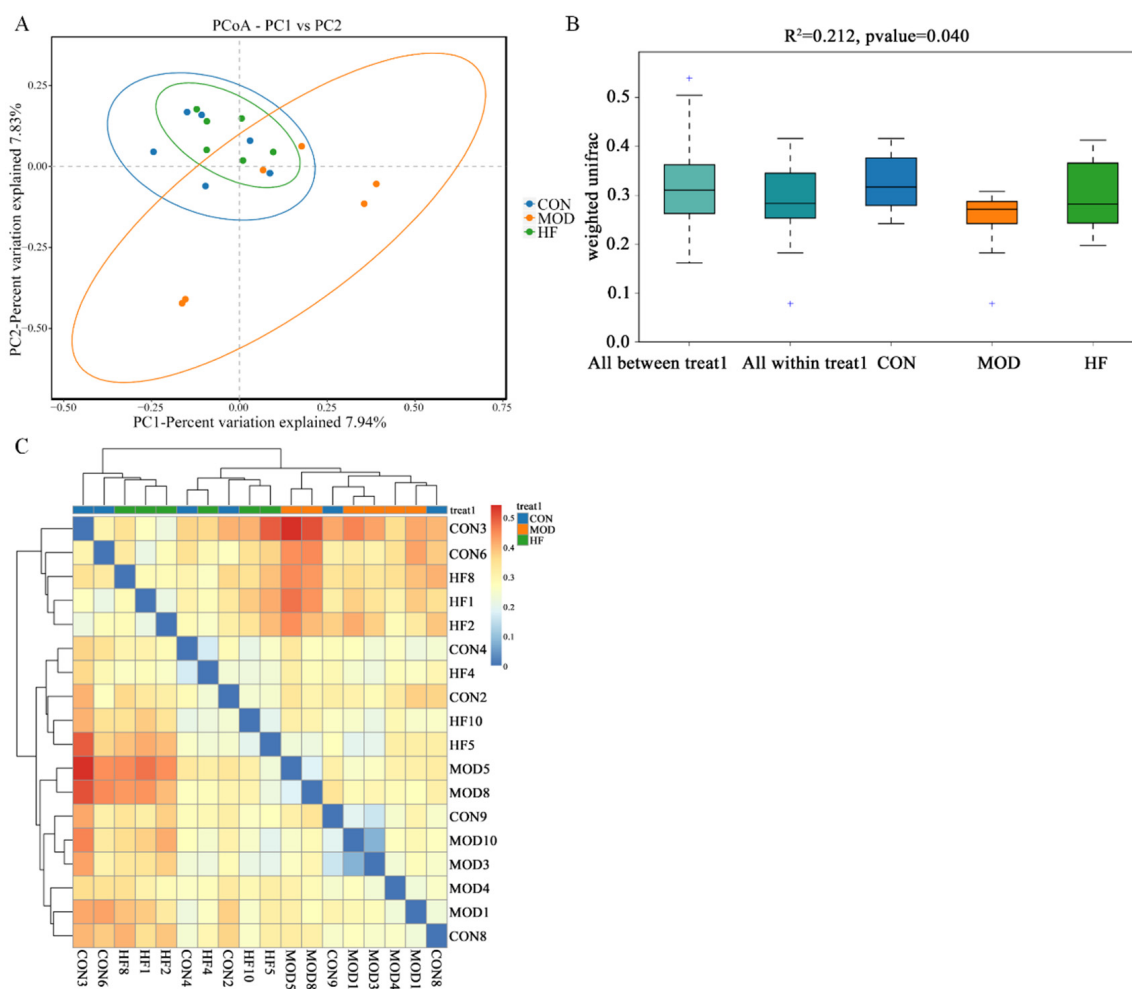 A
PCoA - PC1 vs PC2
0.25
0.00
−0.25
−0.50
PC2-Percent variation explained 7.83%
−0.50
−0.25
0.00
0.25
0.50
0.75
PC1-Percent variation explained 7.94%
CON
MOD
HF
B
R²=0.212, pvalue=0.040
weighted unifrac
0.5
0.4
0.3
0.2
0.1
0.0
All between treat1
All within treat1
CON
MOD
HF
C
treat1
CON3
CON6
HF8
HF1
HF2
CON4
HF4
CON2
HF10
HF5
MOD5
MOD8
CON9
MOD10
MOD3
MOD4
MOD1
CON8
CON3
CON6
HF8
HF1
HF2
CON4
HF4
CON2
HF10
HF5
MOD5
MOD8
CON9
MOD1
MOD3
MOD4
MOD1
CON8
0.5
0.4
0.3
0.2
0.1
0
treat1
CON
MOD
HF